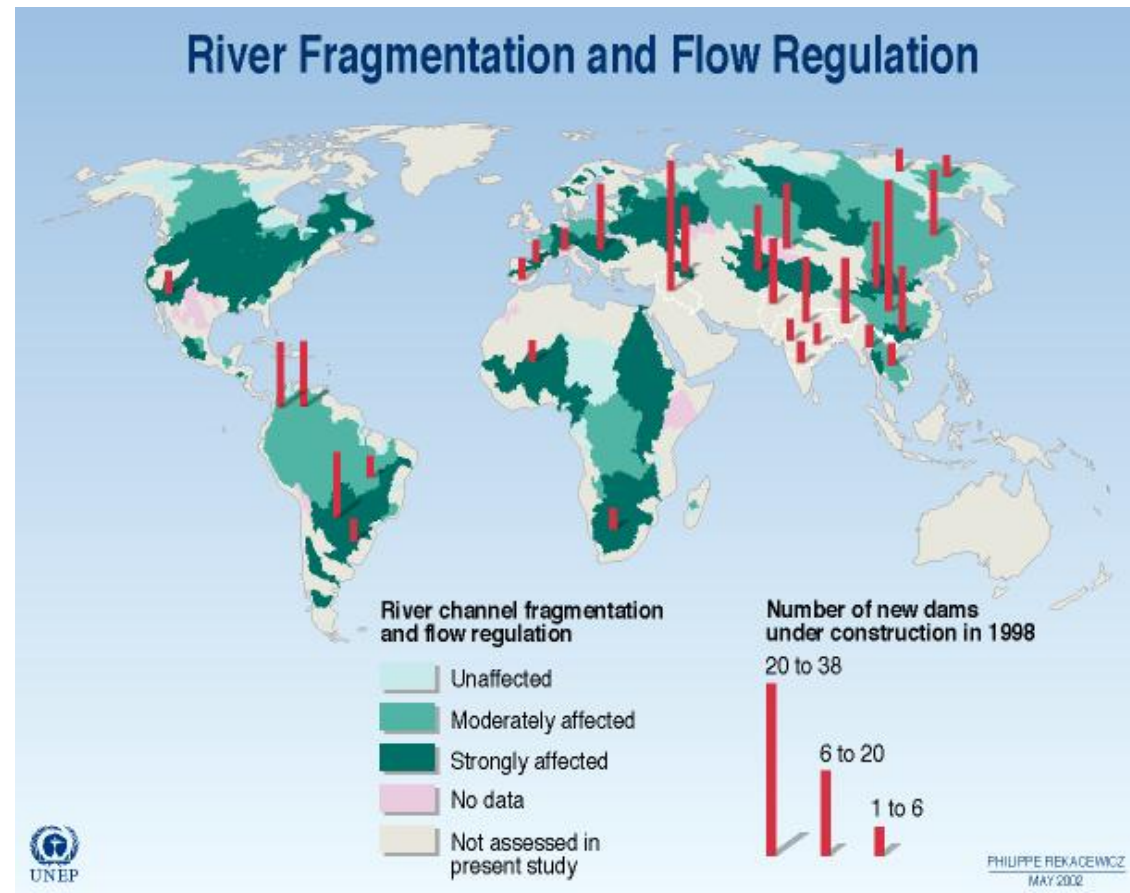 River Fragmentation and Flow Regulation
River channel fragmentation
and flow regulation
Unaffected
Moderately affected
Strongly affected
No data
Not assessed in
present study
Number of new dams
under construction in 1998
20 to 38
6 to 20
1 to 6
UNEP
PHILIPPE REKACEWICZ
MAY 2002